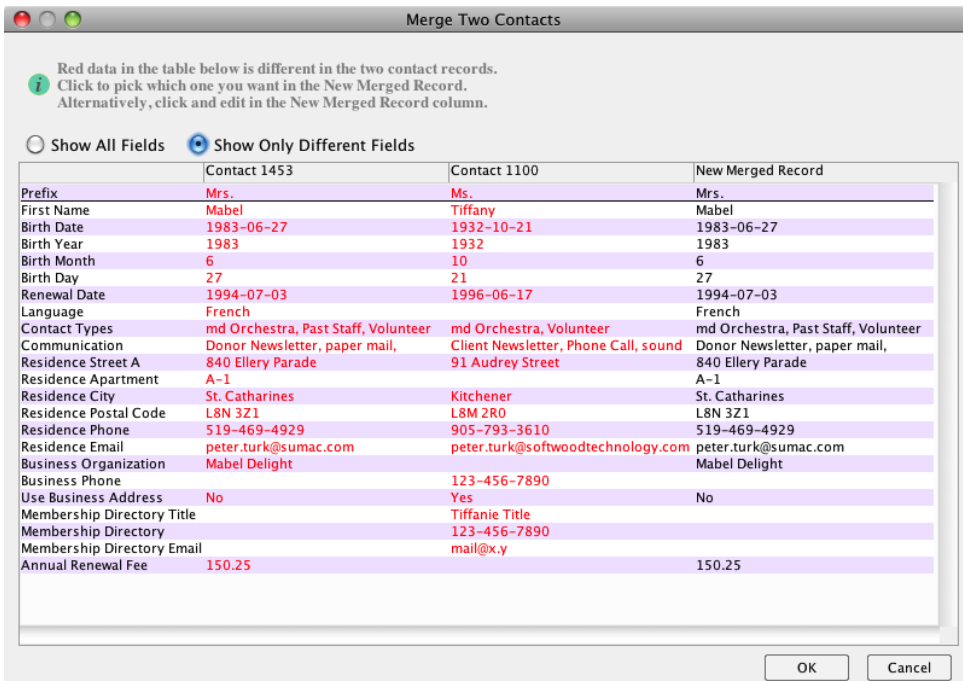 Merge Two Contacts
Red data in the table below is different in the two contact records.
Click to pick which one you want in the New Merged Record.
Alternatively, click and edit in the New Merged Record column.
Show All Fields Show Only Different Fields
Contact 1453 Contact 1100 New Merged Record
Prefix Mrs. Ms. Mrs.
First Name Mabel Tiffany Mabel
Birth Date 1983-06-27 1932-10-21 1983-06-27
Birth Year 1983 1932 1983
Birth Month 6 10 6
Birth Day 27 21 27
Renewal Date 1994-07-03 1996-06-17 1994-07-03
Language French French
Contact Types md Orchestra, Past Staff, Volunteer md Orchestra, Volunteer md Orchestra, Past Staff, Volunteer
Communication Donor Newsletter, paper mail, Client Newsletter, Phone Call, sound Donor Newsletter, paper mail,
Residence Street A 840 Ellery Parade 91 Audrey Street 840 Ellery Parade
Residence Apartment A-1 A-1
Residence City St. Catharines Kitchener St. Catharines
Residence Postal Code L8N 3Z1 L8M 2R0 L8N 3Z1
Residence Phone 519-469-4929 905-793-3610 519-469-4929
Residence Email peter.turk@sumac.com peter.turk@softwoodtechnology.com peter.turk@sumac.com
Business Organization Mabel Delight Mabel Delight
Business Phone 123-456-7890
Use Business Address No Yes No
Membership Directory Title Tiffanie Title
Membership Directory 123-456-7890
Membership Directory Email mail@x.y
Annual Renewal Fee 150.25 150.25
OK Cancel